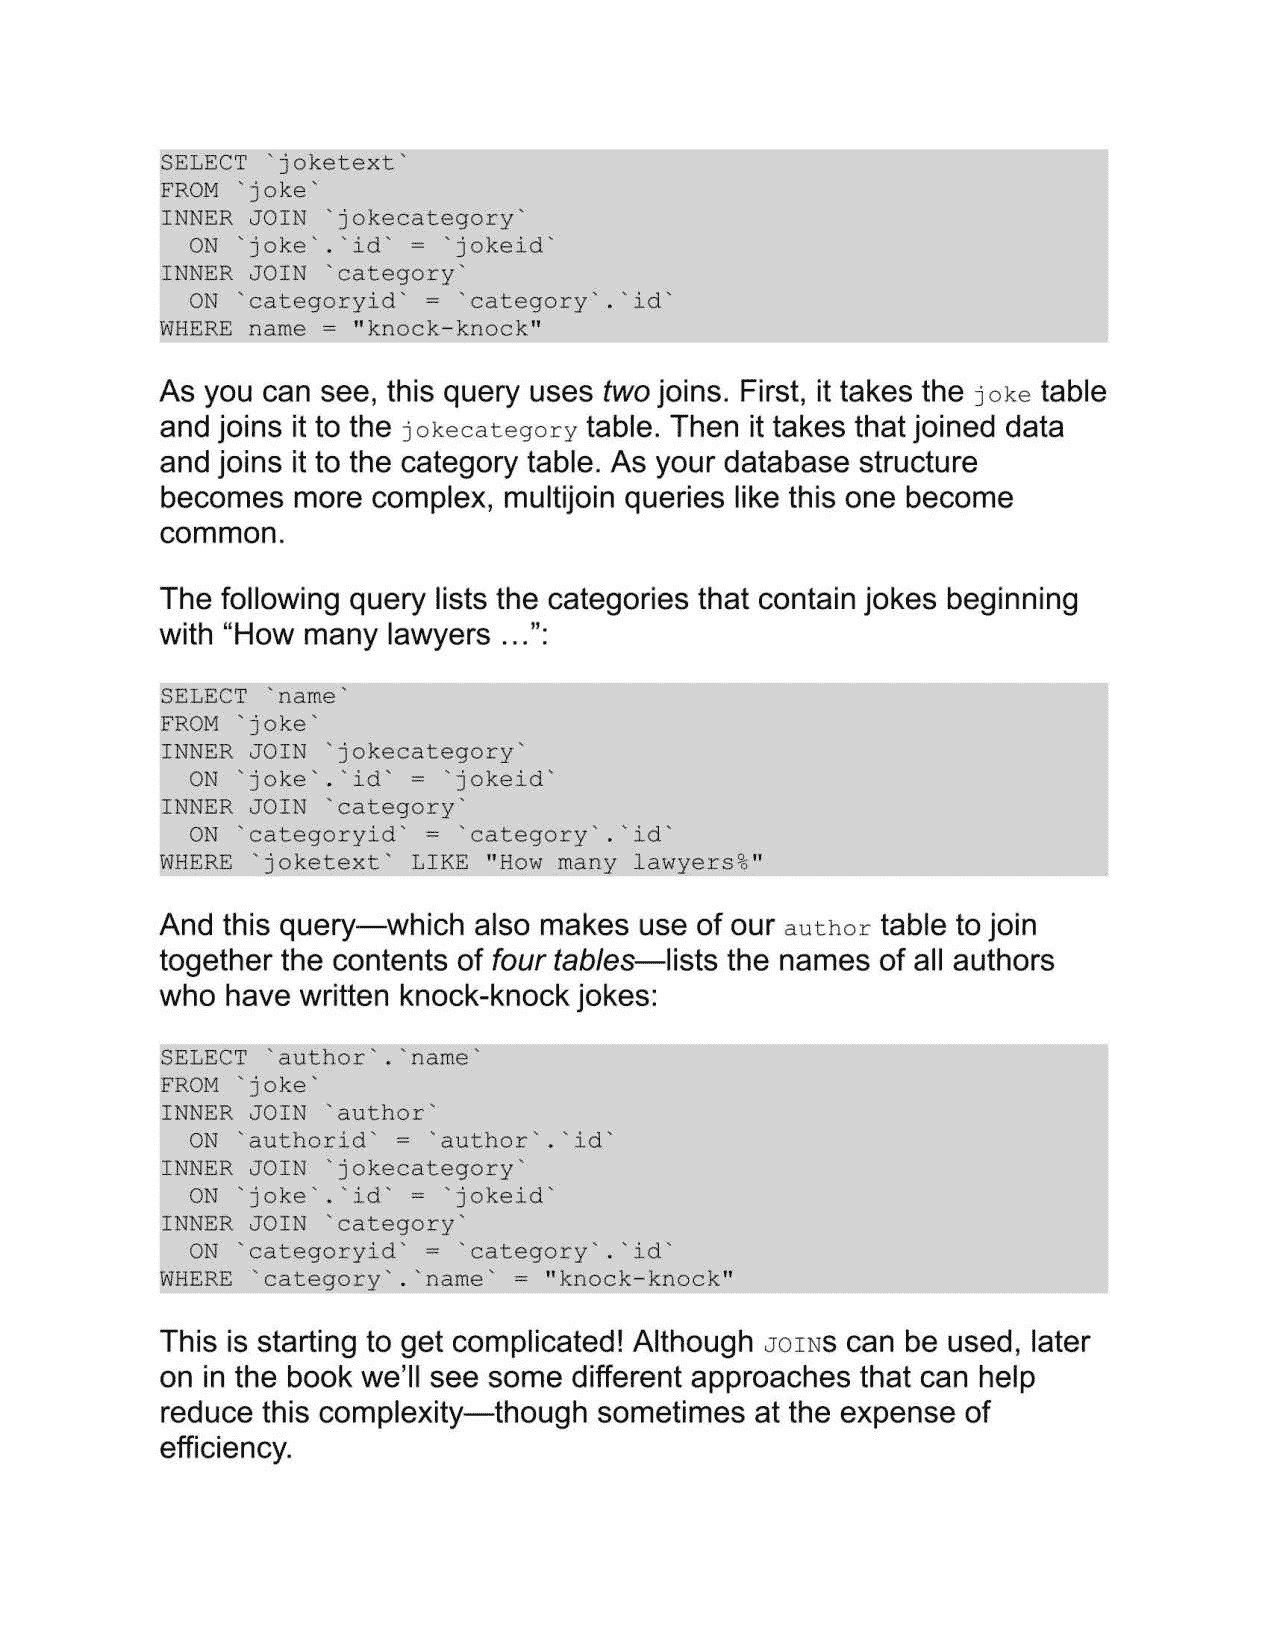 SELECT `joketext`
FROM `joke`
INNER JOIN `jokecategory`
  ON `joke`.`id` = `jokeid`
INNER JOIN `category`
  ON `categoryid` = `category`.`id`
WHERE name = "knock-knock"
As you can see, this query uses two joins. First, it takes the joke table
and joins it to the jokecategory table. Then it takes that joined data
and joins it to the category table. As your database structure
becomes more complex, multijoin queries like this one become
common.
The following query lists the categories that contain jokes beginning
with “How many lawyers …”:
SELECT `name`
FROM `joke`
INNER JOIN `jokecategory`
  ON `joke`.`id` = `jokeid`
INNER JOIN `category`
  ON `categoryid` = `category`.`id`
WHERE `joketext` LIKE "How many lawyers%"
And this query—which also makes use of our author table to join
together the contents of four tables—lists the names of all authors
who have written knock-knock jokes:
SELECT `author`.`name`
FROM `joke`
INNER JOIN `author`
  ON `authorid` = `author`.`id`
INNER JOIN `jokecategory`
  ON `joke`.`id` = `jokeid`
INNER JOIN `category`
  ON `categoryid` = `category`.`id`
WHERE `category`.`name` = "knock-knock"
This is starting to get complicated! Although JOINs can be used, later
on in the book we’ll see some different approaches that can help
reduce this complexity—though sometimes at the expense of
efficiency.